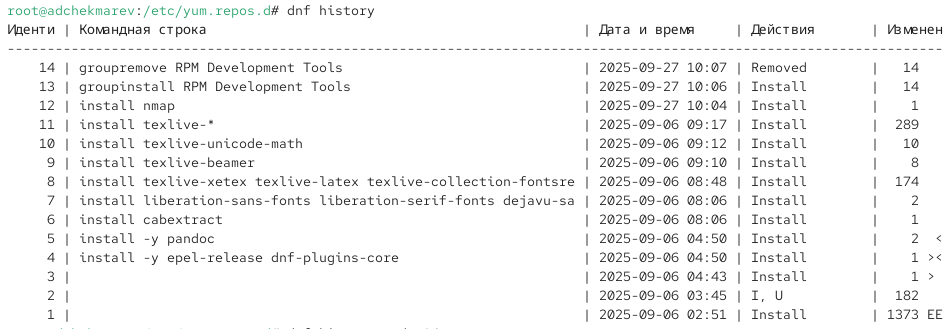 root@adchekmarev:/etc/yum.repos.d# dnf history
Иденти | Командная строка | Дата и время | Действия | Изменен
--------------------------------------------------------------------------------
14 | groupremove RPM Development Tools | 2025-09-27 10:07 | Removed | 14
13 | groupinstall RPM Development Tools | 2025-09-27 10:06 | Install | 14
12 | install nmap | 2025-09-27 10:04 | Install | 1
11 | install texlive-* | 2025-09-06 09:17 | Install | 289
10 | install texlive-unicode-math | 2025-09-06 09:12 | Install | 10
9 | install texlive-beamer | 2025-09-06 09:10 | Install | 8
8 | install texlive-xetex texlive-latex texlive-collection-fontsre | 2025-09-06 08:48 | Install | 174
7 | install liberation-sans-fonts liberation-serif-fonts dejavu-sa | 2025-09-06 08:06 | Install | 2
6 | install cabextract | 2025-09-06 08:06 | Install | 1
5 | install -y pandoc | 2025-09-06 04:50 | Install | 2 <
4 | install -y epel-release dnf-plugins-core | 2025-09-06 04:50 | Install | 1 ><
3 | | 2025-09-06 04:43 | Install | 1 >
2 | | 2025-09-06 03:45 | I, U | 182
1 | | 2025-09-06 02:51 | Install | 1373 EE